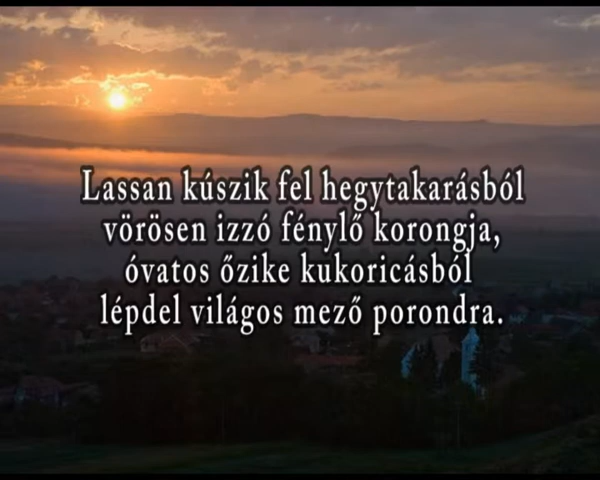 Lassan kúszik fel hegytakarásból
vörösen izzó fénylő korongja,
óvatos őzike kukoricásból
lépdel világos mező porondra.